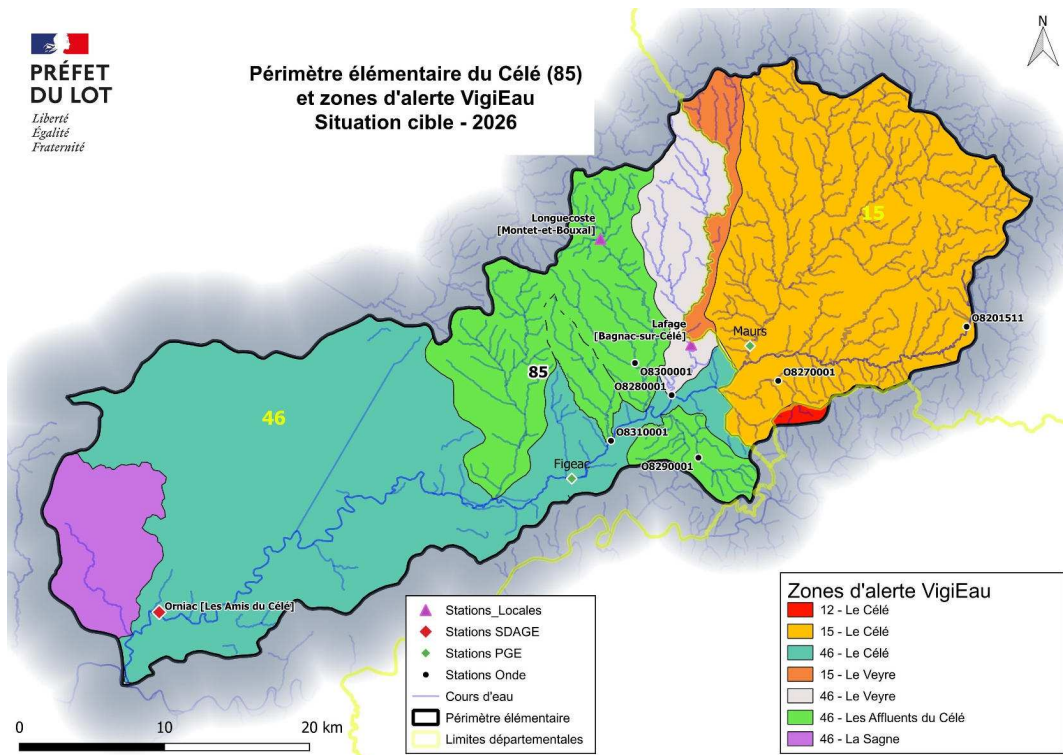 PRÉFET
DU LOT
Liberté
Égalité
Fraternité
Périmètre élémentaire du Célé (85)
et zones d'alerte VigiEau
Situation cible - 2026
N
15
Longuecoste
[Montet-et-Bouxal]
Lafage
[Bagnac-sur-Célé]
Maurs
O8201511
85
O8300001
O8280001
O8270001
46
O8310001
O8290001
Figeac
Orniac [Les Amis du Célé]
0 10 20 km
Stations_Locales
Stations SDAGE
Stations PGE
Stations Onde
Cours d'eau
Périmètre élémentaire
Limites départementales
Zones d'alerte VigiEau
12 - Le Célé
15 - Le Célé
46 - Le Célé
15 - Le Veyre
46 - Le Veyre
46 - Les Affluents du Célé
46 - La Sagne